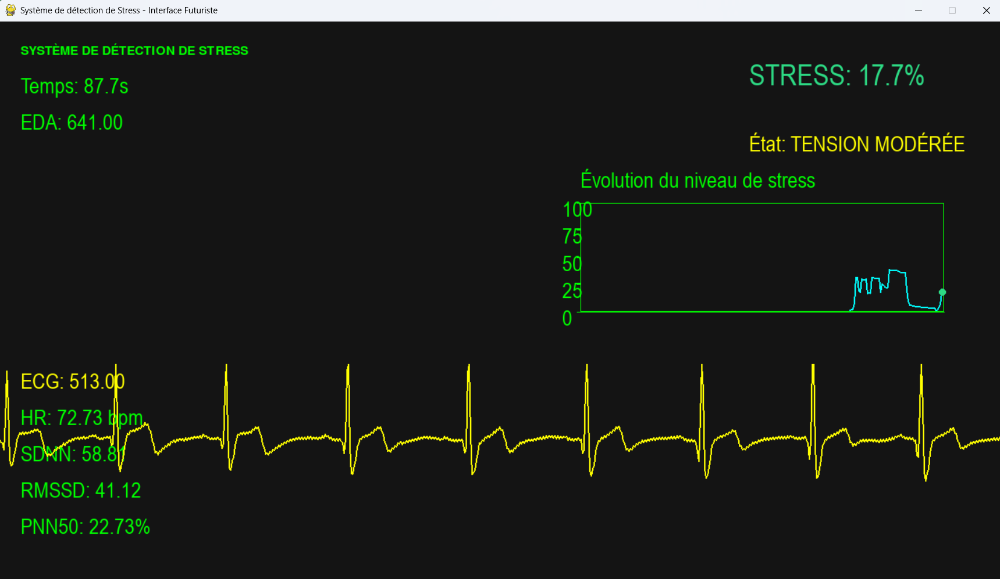 Système de détection de Stress - Interface Futuriste
SYSTÈME DE DÉTECTION DE STRESS
Temps: 87.7s
EDA: 641.00
STRESS: 17.7%
État: TENSION MODÉRÉE
Évolution du niveau de stress
100
75
50
25
0
ECG: 513.00
HR: 72.73 bpm
SDNN: 58.81
RMSSD: 41.12
PNN50: 22.73%